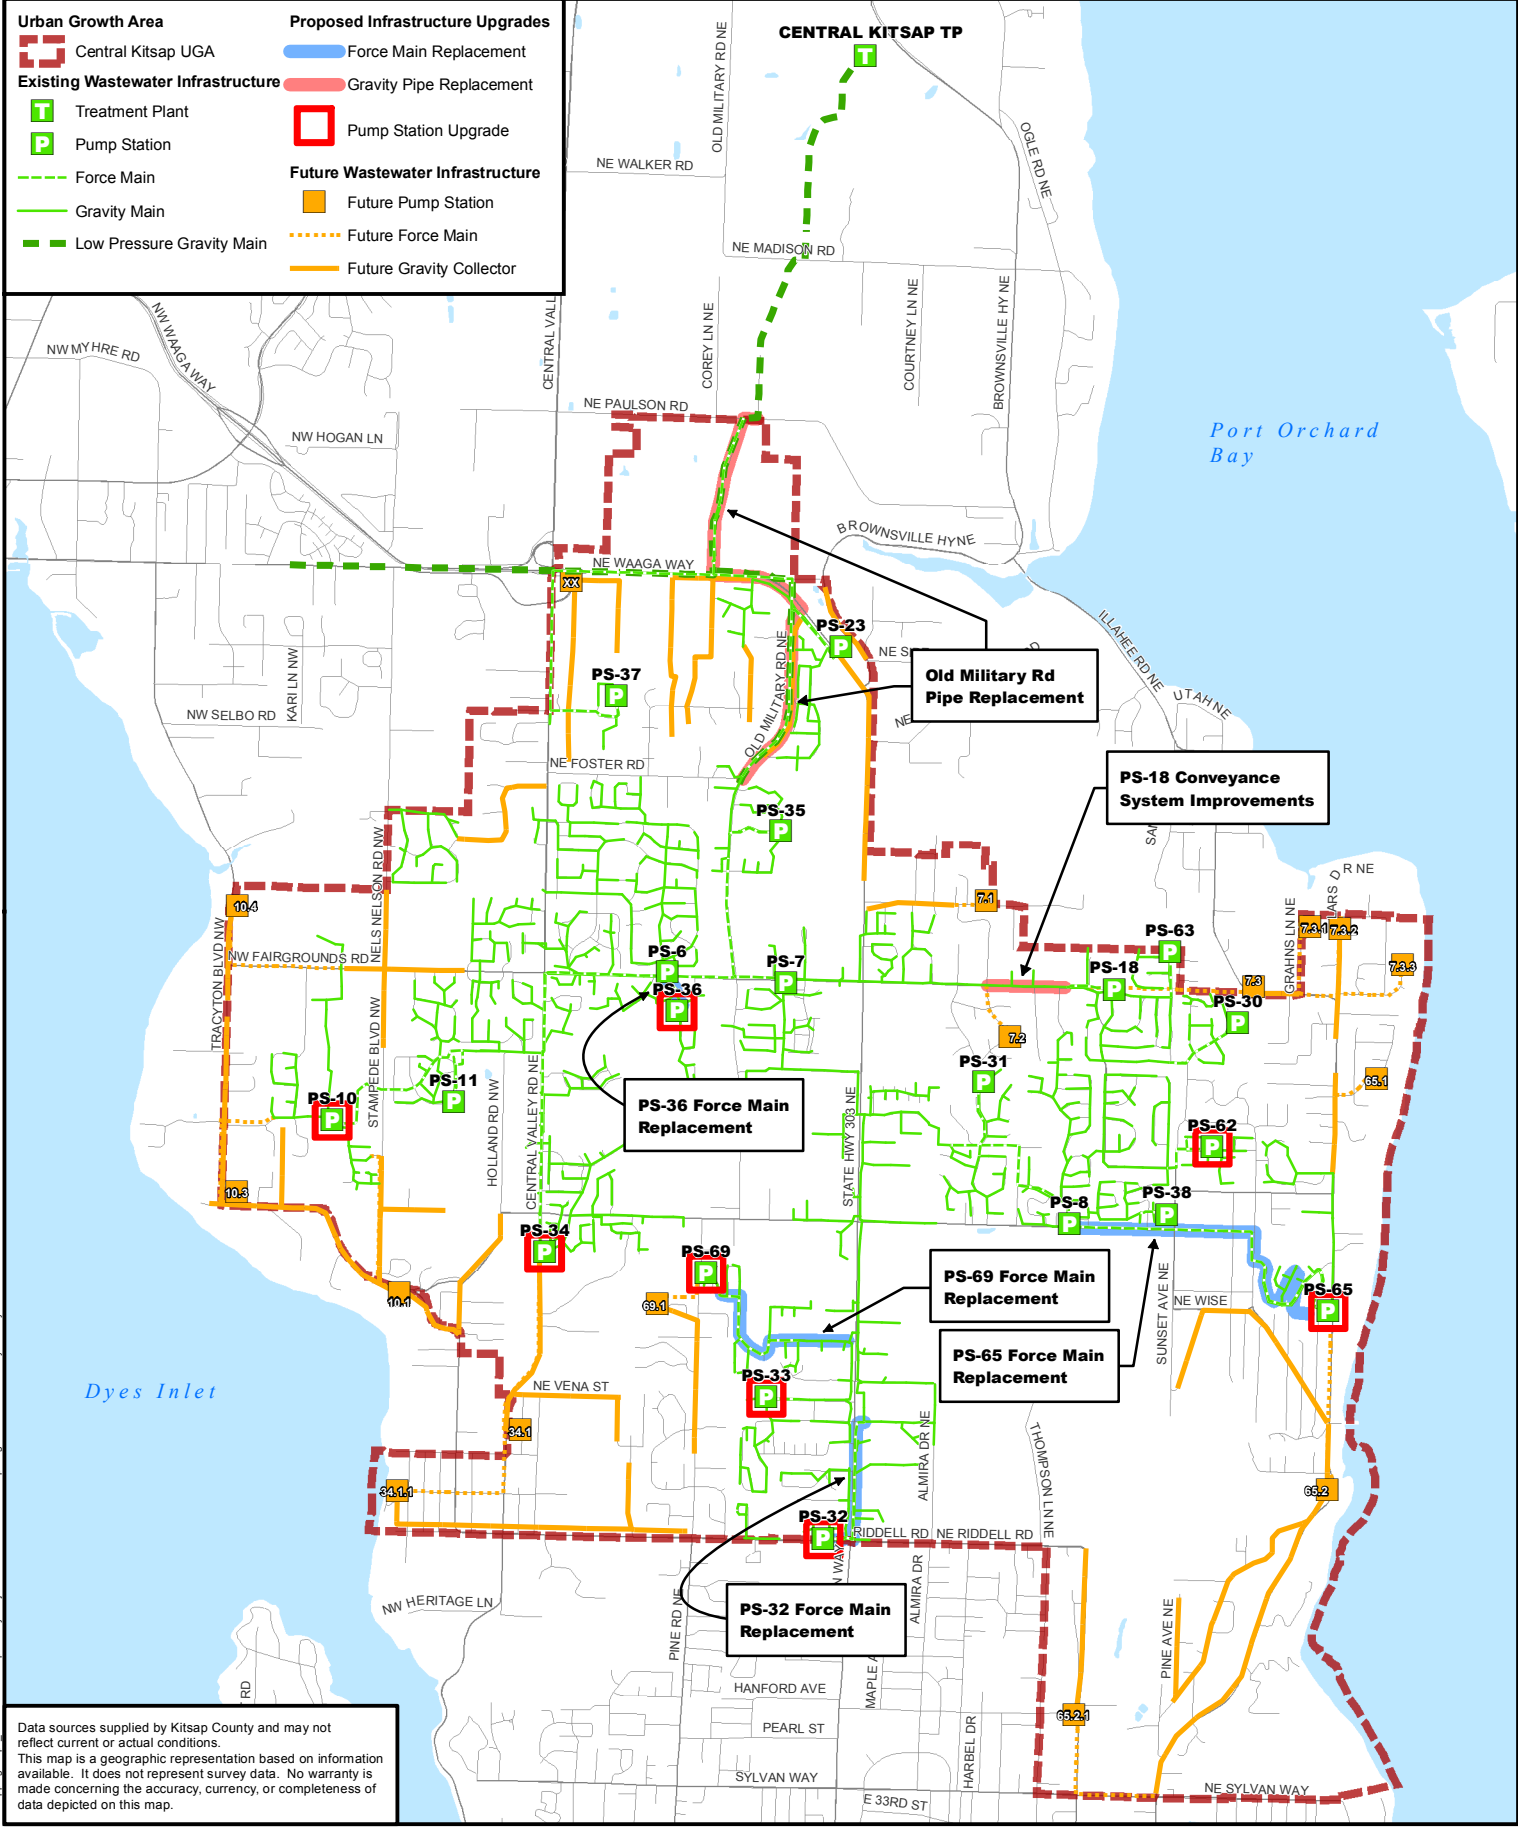 Urban Growth Area
Central Kitsap UGA
Existing Wastewater Infrastructure
Treatment Plant
Pump Station
Force Main
Gravity Main
Low Pressure Gravity Main
Proposed Infrastructure Upgrades
Force Main Replacement
Gravity Pipe Replacement
Pump Station Upgrade
Future Wastewater Infrastructure
Future Pump Station
Future Force Main
Future Gravity Collector
T
P
CENTRAL KITSAP TP
T
OLD MILITARY RD NE
OGLE RD NE
NE WALKER RD
NE MADISON RD
NW WAAGA WAY
NW MYHRE RD
CENTRAL VALL
COREY LN NE
COURTNEY LN NE
BROWNSVILLE HY NE
NE PAULSON RD
NW HOGAN LN
Port Orchard
Bay
BROWNSVILLE HYNE
NE WAAGA WAY
XX
ILLAHEE RD NE
UTAH NE
PS-23
P
NE SI
Old Military Rd
Pipe Replacement
NE
KARI LN NW
PS-37
P
OLD MILITARY RD NE
NW SELBO RD
NE FOSTER RD
PS-18 Conveyance
System Improvements
PS-35
P
NELS NELSON RD NW
10.4
TRACYTON BLVD NW
NW FAIRGROUNDS RD
7.1
PS-63
P
GRAHNS LN NE
7.3.1
7.3.2
7.3.3
D R NE
PS-6
P
PS-7
P
PS-18
P
7.3
PS-36
P
PS-30
P
7.2
STAMPEDE BLVD NW
PS-11
P
PS-10
P
HOLLAND RD NW
CENTRAL VALLEY RD NE
PS-36 Force Main
Replacement
STATE HWY 303 NE
PS-31
P
65.1
PS-62
P
10.3
PS-8
P
PS-38
P
PS-34
P
PS-69
P
PS-69 Force Main
Replacement
10.1
69.1
SUNSET AVE NE
NE WISE
PS-65
P
PS-65 Force Main
Replacement
Dyes Inlet
NE VENA ST
PS-33
P
34.1
ALMIRA DR NE
THOMPSON LN NE
34.1.1
65.2
PS-32
P
RIDDELL RD
NE RIDDELL RD
NW HERITAGE LN
PINE RD NE
PS-32 Force Main
Replacement
ALMIRA DR
MAPLE A
PINE AVE NE
HANFORD AVE
PEARL ST
HARBEL DR
65.2.1
SYLVAN WAY
NE SYLVAN WAY
E 33RD ST
RD
Data sources supplied by Kitsap County and may not
reflect current or actual conditions.
This map is a geographic representation based on information
available. It does not represent survey data. No warranty is
made concerning the accuracy, currency, or completeness of
data depicted on this map.